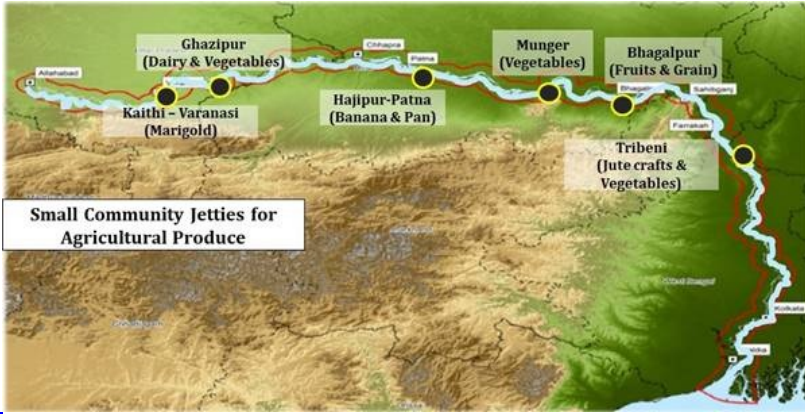 Ghazipur
(Dairy & Vegetables)
Chhapra
Patna
Munger
(Vegetables)
Bhagalpur
(Fruits & Grain)
Allahabad
Kaithi – Varanasi
(Marigold)
Hajipur-Patna
(Banana & Pan)
Sahibganj
Farrakah
Tribeni
(Jute crafts &
Vegetables)
Small Community Jetties for
Agricultural Produce
Kolkata